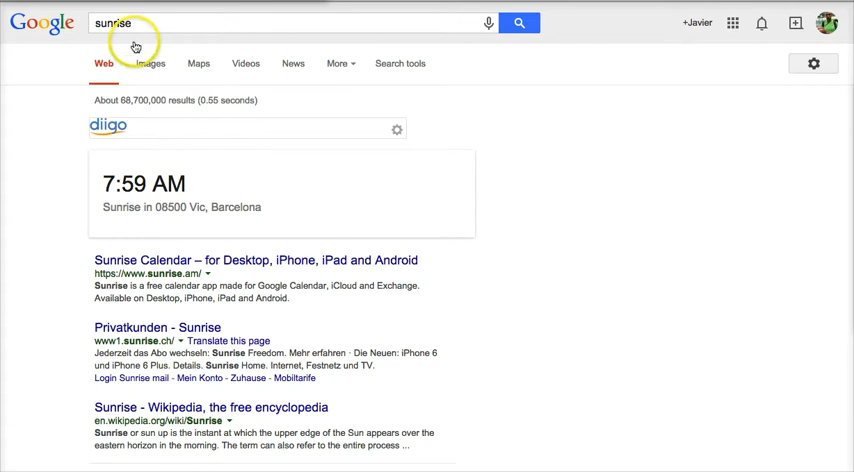 Google sunrise +Javier
Web Images Maps Videos News More Search tools
About 68,700,000 results (0.55 seconds)
diigo
7:59 AM
Sunrise in 08500 Vic, Barcelona
Sunrise Calendar – for Desktop, iPhone, iPad and Android
https://www.sunrise.am/
Sunrise is a free calendar app made for Google Calendar, iCloud and Exchange.
Available on Desktop, iPhone, iPad and Android.
Privatkunden - Sunrise
www1.sunrise.ch/ Translate this page
Jederzeit das Abo wechseln: Sunrise Freedom. Mehr erfahren · Die Neuen: iPhone 6
und iPhone 6 Plus. Details. Sunrise Home. Internet, Festnetz und TV.
Login Sunrise mail - Mein Konto - Zuhause - Mobiltarife
Sunrise - Wikipedia, the free encyclopedia
en.wikipedia.org/wiki/Sunrise
Sunrise or sun up is the instant at which the upper edge of the Sun appears over the
eastern horizon in the morning. The term can also refer to the entire process ...